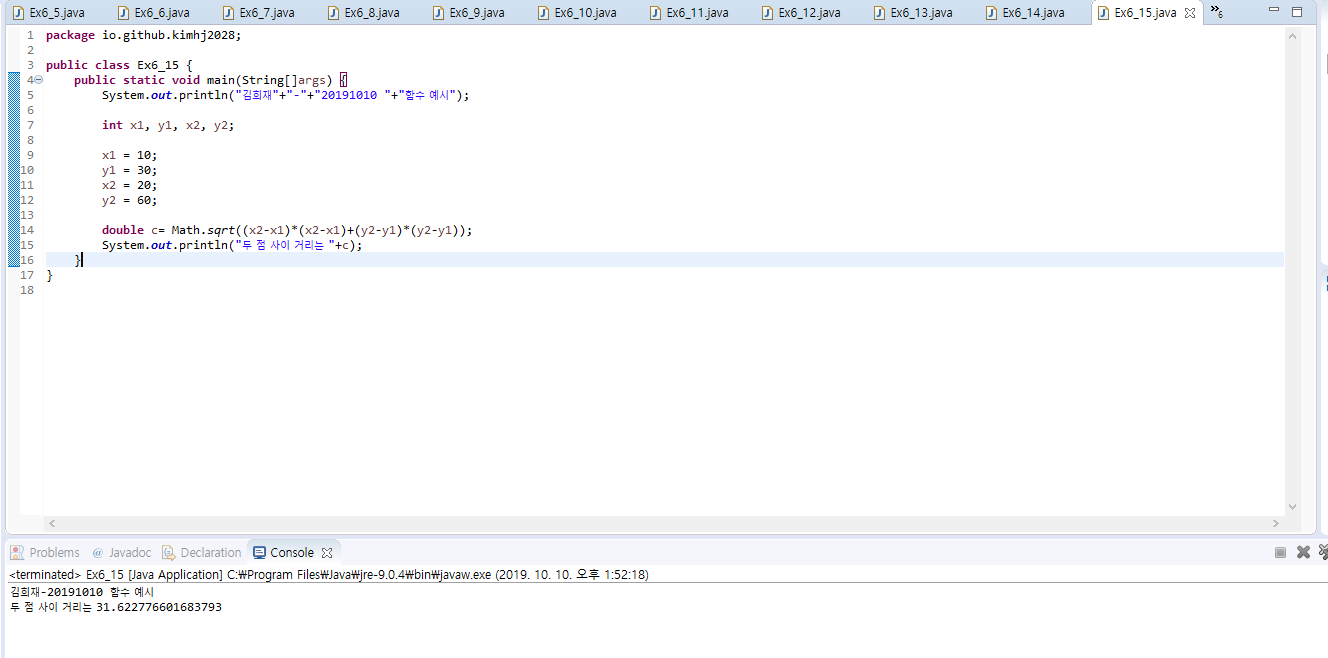 Ex6_5.java Ex6_6.java Ex6_7.java Ex6_8.java Ex6_9.java Ex6_10.java Ex6_11.java Ex6_12.java Ex6_13.java Ex6_14.java Ex6_15.java »6
1 package io.github.kimhj2028;
2
3 public class Ex6_15 {
4 public static void main(String[]args) {
5 System.out.println("김희재"+"-"+"20191010 "+"함수 예시");
6
7 int x1, y1, x2, y2;
8
9 x1 = 10;
10 y1 = 30;
11 x2 = 20;
12 y2 = 60;
13
14 double c= Math.sqrt((x2-x1)*(x2-x1)+(y2-y1)*(y2-y1));
15 System.out.println("두 점 사이 거리는 "+c);
16 }
17 }
18
Problems @ Javadoc Declaration Console
<terminated> Ex6_15 [Java Application] C:₩Program Files₩Java₩jre-9.0.4₩bin₩javaw.exe (2019. 10. 10. 오후 1:52:18)
김희재-20191010 함수 예시
두 점 사이 거리는 31.622776601683793